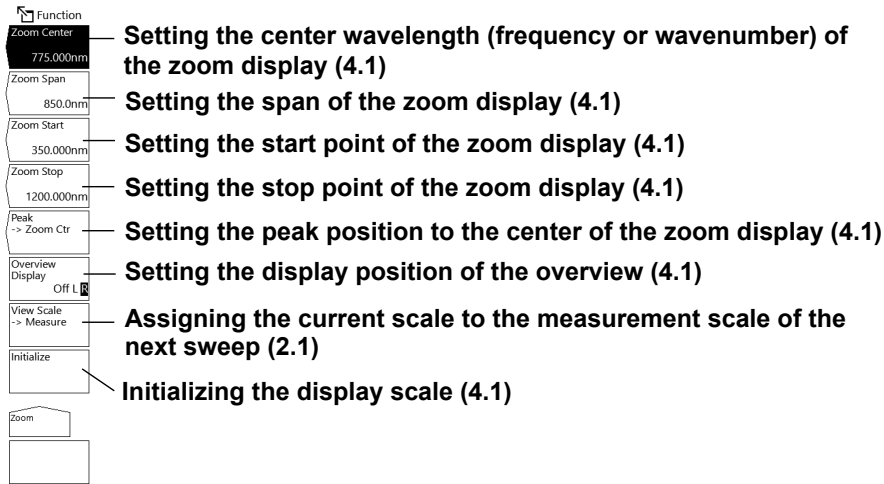 Function
Zoom Center
775.000nm
Setting the center wavelength (frequency or wavenumber) of
the zoom display (4.1)
Zoom Span
850.0nm
Setting the span of the zoom display (4.1)
Zoom Start
350.000nm
Setting the start point of the zoom display (4.1)
Zoom Stop
1200.000nm
Setting the stop point of the zoom display (4.1)
Peak
-> Zoom Ctr
Setting the peak position to the center of the zoom display (4.1)
Overview
Display
Off L R
Setting the display position of the overview (4.1)
View Scale
-> Measure
Assigning the current scale to the measurement scale of the
next sweep (2.1)
Initialize
Initializing the display scale (4.1)
Zoom